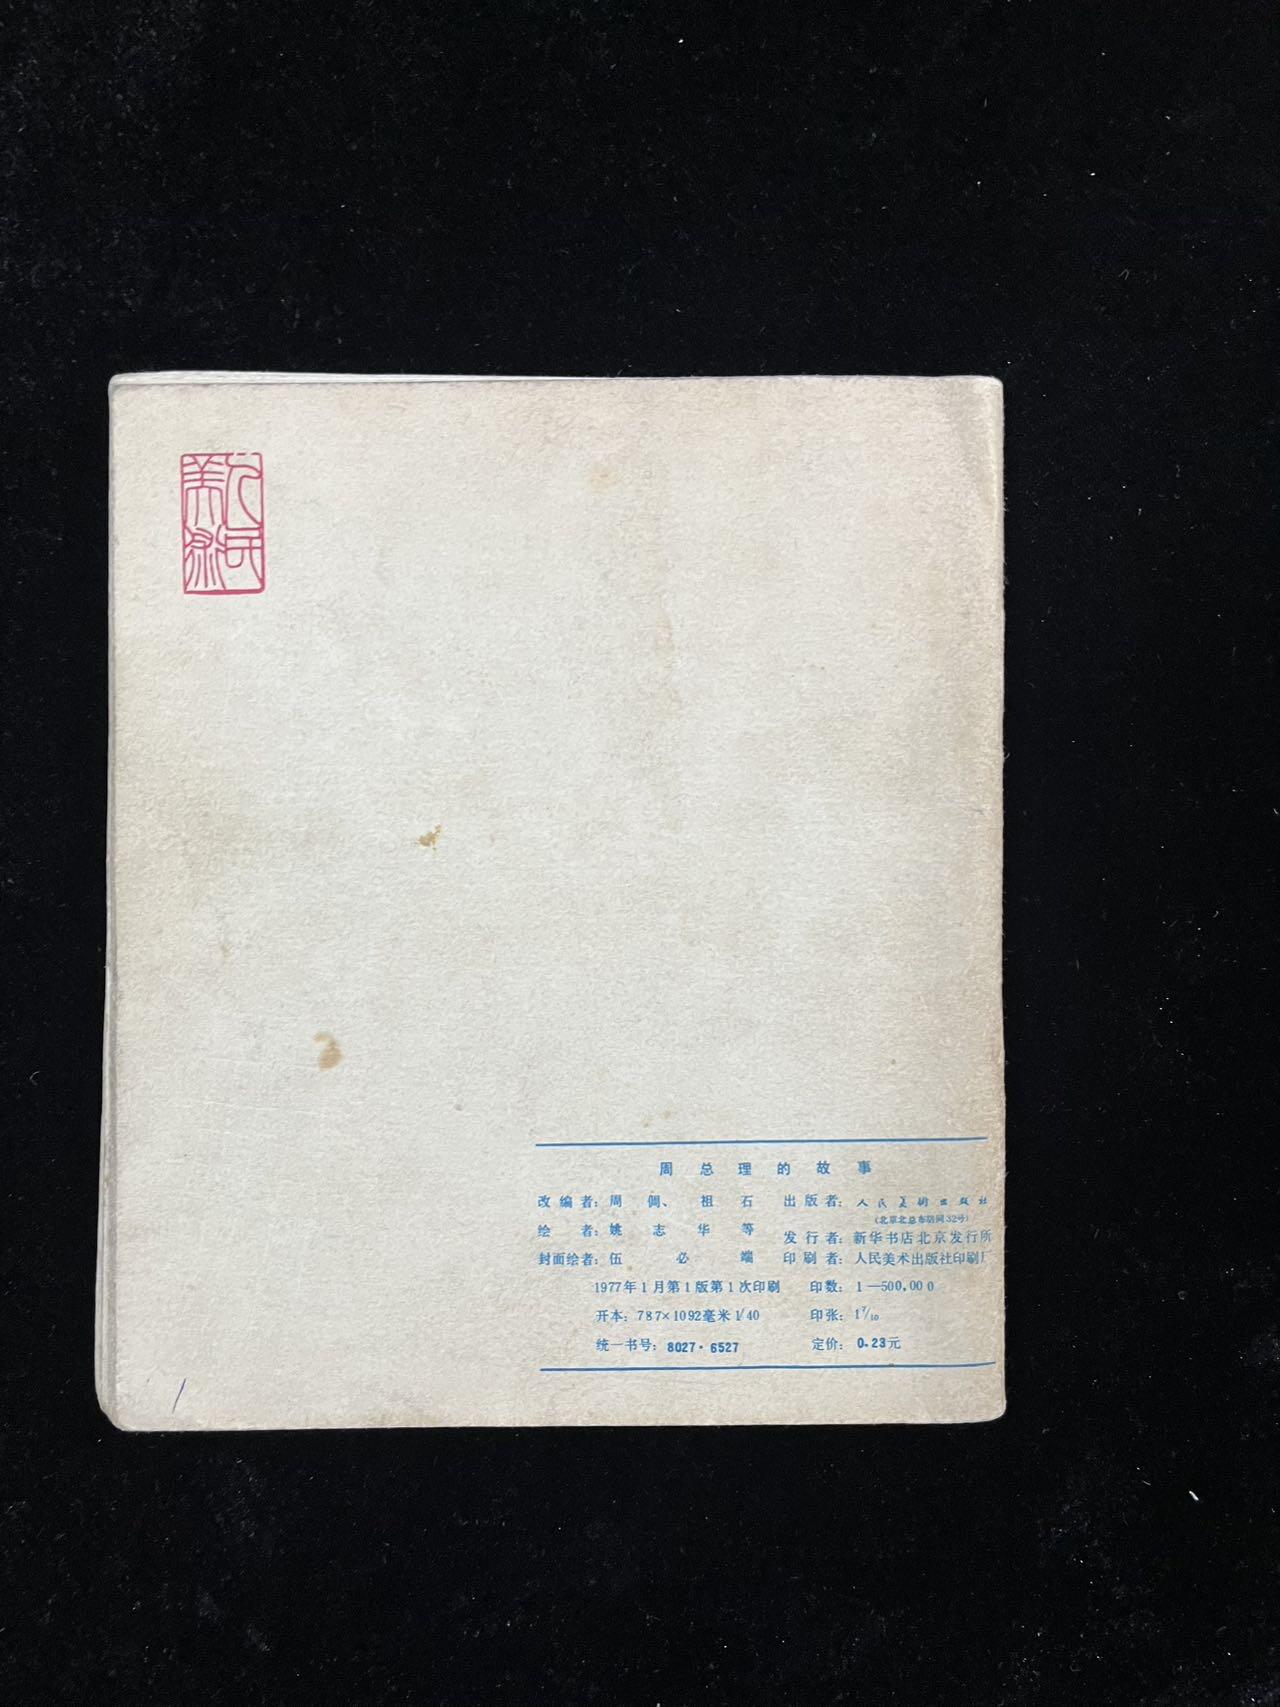 人民美术
周总理的故事
改编者：周倜、祖石 出版者：人民美术出版社
（北京北总布胡同32号）
绘者：姚志华等 发行者：新华书店北京发行所
封面绘者：伍必端 印刷者：人民美术出版社印刷厂
1977年1月第1版第1次印刷 印数：1—500,000
开本：787×1092毫米1/40 印张：1 7/10
统一书号：8027·6527 定价：0.23元